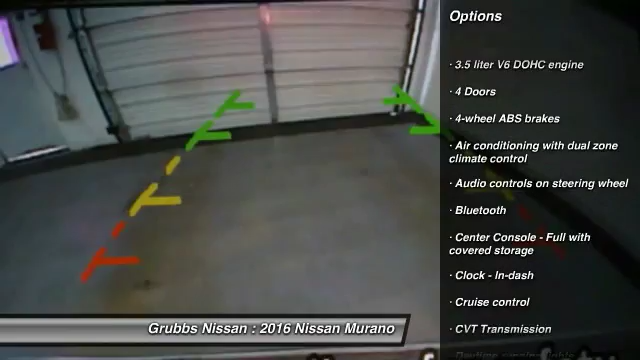 Options
· 3.5 liter V6 DOHC engine
· 4 Doors
· 4-wheel ABS brakes
· Air conditioning with dual zone
climate control
· Audio controls on steering wheel
· Bluetooth
· Center Console - Full with
covered storage
· Clock - In-dash
· Cruise control
· CVT Transmission
Grubbs Nissan : 2016 Nissan Murano